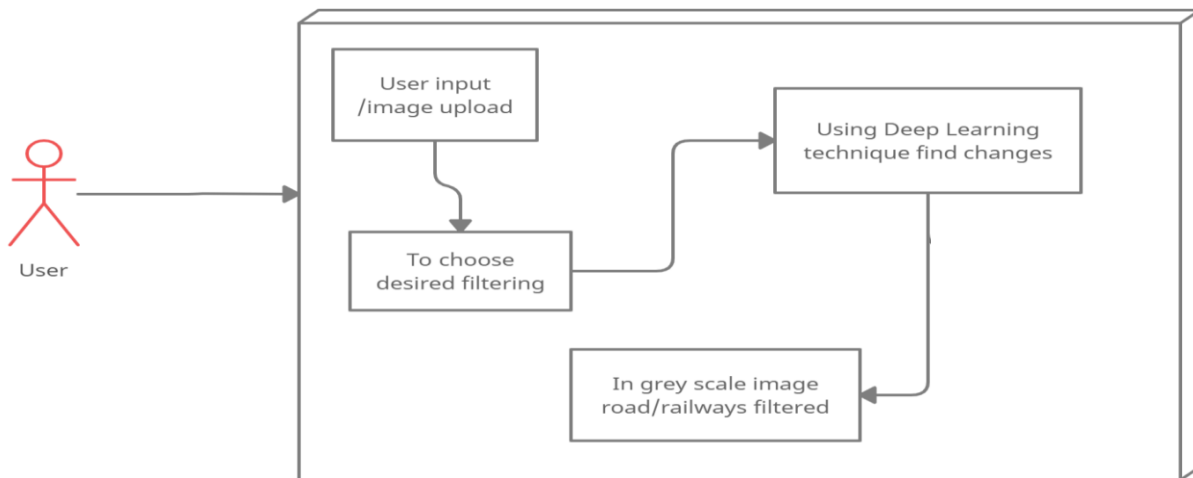 User input
/image upload
Using Deep Learning
technique find changes
User
To choose
desired filtering
In grey scale image
road/railways filtered